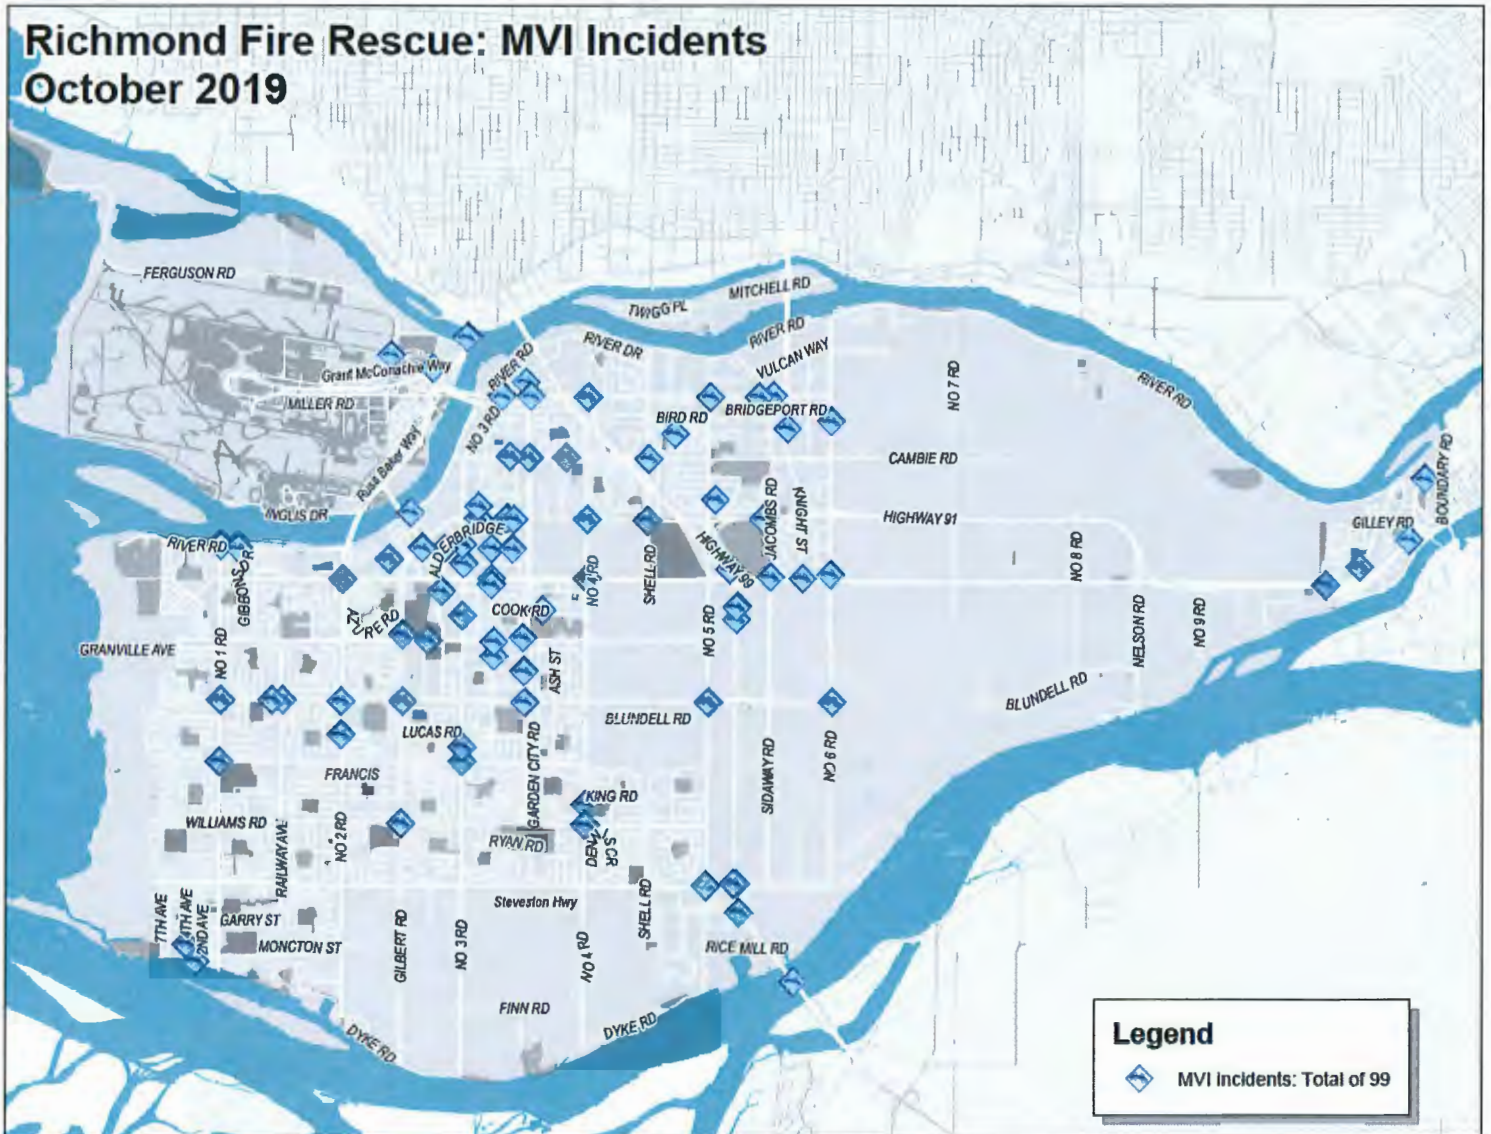 Richmond Fire Rescue: MVI Incidents
October 2019
FERGUSON RD
MITCHELL RD
TWIGG PL
RIVER RD
RIVER DR
VULCAN WAY
RIVER RD
Grant McConachie Way
MILLER RD
NO 7 RD
RIVER RD
BRIDGEPORT RD
BIRD RD
NO 3 RD
Russ Baker Way
CAMBIE RD
BOUNDARY RD
INGLIS DR
JACOBS RD
KNIGHT ST
HIGHWAY 91
GILLEY RD
RIVER RD
ALDERBRIDGE
HIGHWAY 99
GIBBONS DR
NO 4 RD
SHELL RD
NO 8 RD
AZURE RD
COOK RD
NO 5 RD
NELSON RD
NO 9 RD
GRANVILLE AVE
NO 1 RD
ASH ST
BLUNDELL RD
BLUNDELL RD
LUCAS RD
GARDEN CITY RD
SIDAWAY RD
NO 6 RD
FRANCIS
KING RD
WILLIAMS RD
NO 2 RD
RAILWAY AVE
RYAN RD
7TH AVE
4TH AVE
2ND AVE
GARRY ST
Steveston Hwy
SHELL RD
MONCTON ST
GILBERT RD
NO 3 RD
NO 4 RD
RICE MILL RD
FINN RD
DYKE RD
DYKE RD
Legend
MVI incidents: Total of 99